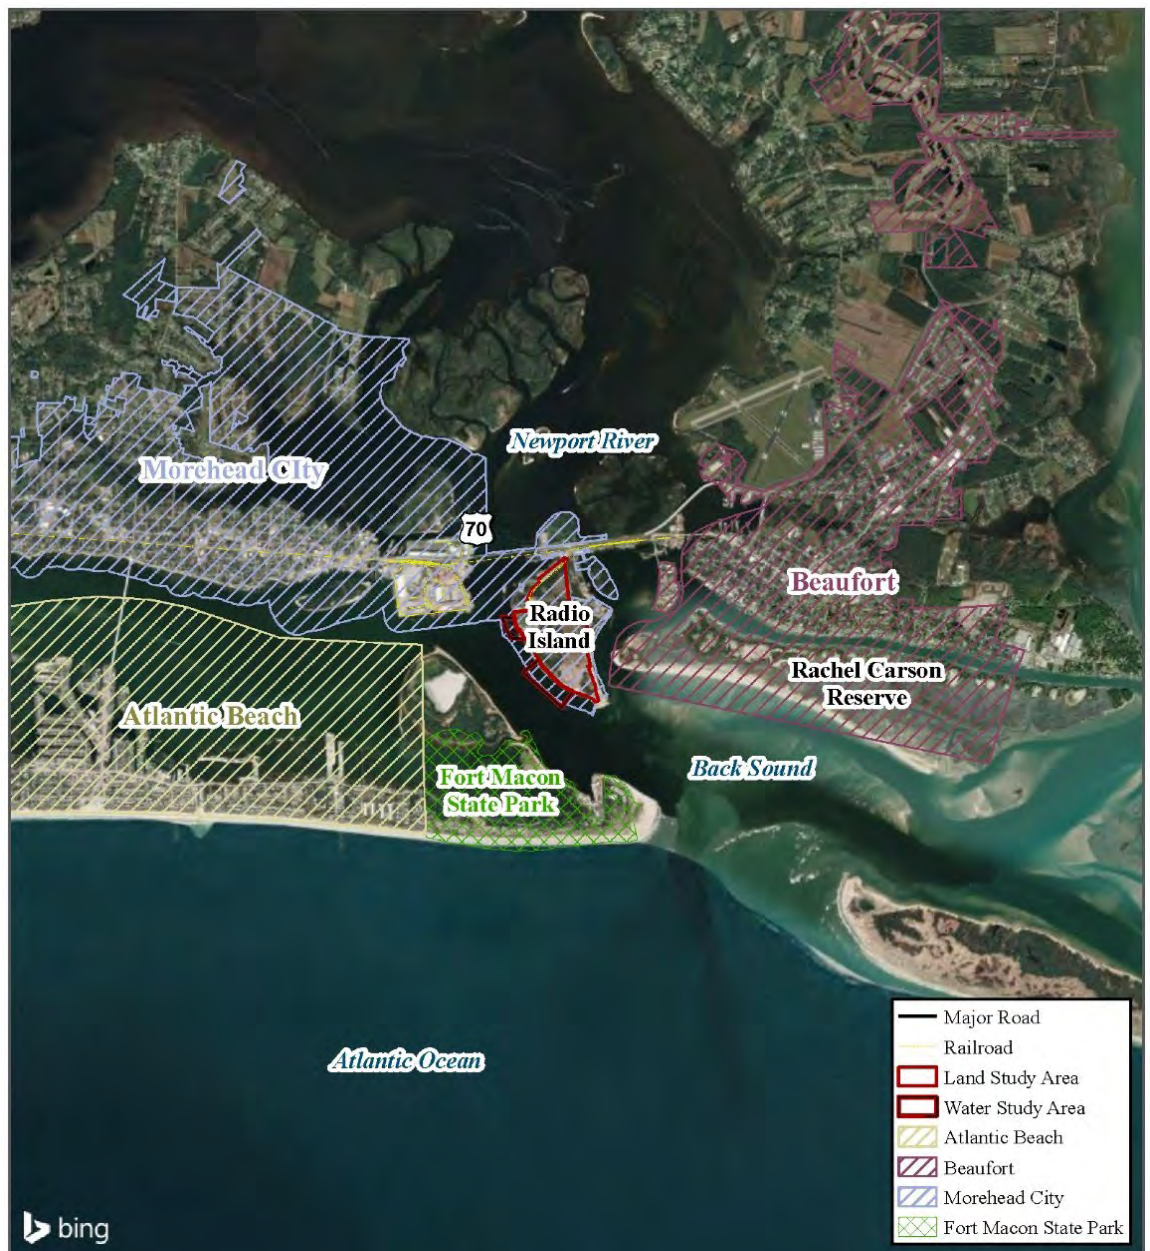 Newport River
Morehead CIty
70
Beaufort
Radio
Island
Rachel Carson
Reserve
Atlantic Beach
Back Sound
Fort Macon
State Park
Atlantic Ocean
Major Road
Railroad
Land Study Area
Water Study Area
Atlantic Beach
Beaufort
Morehead City
Fort Macon State Park
bing